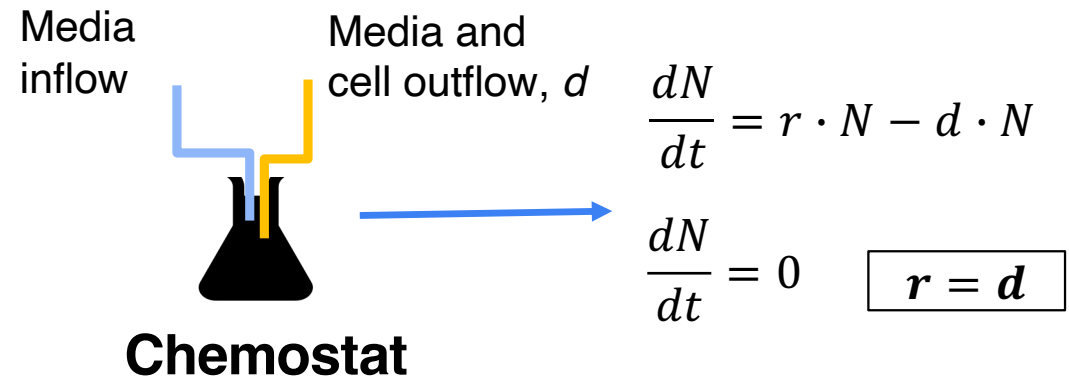 Media
inflow
Media and
cell outflow, d
dN/dt = r · N − d · N
dN/dt = 0
r = d
Chemostat